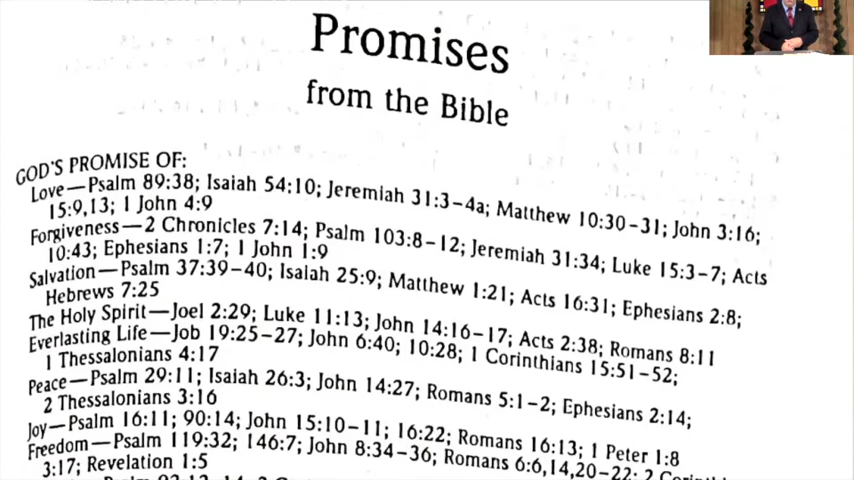 Promises
from the Bible
GOD'S PROMISE OF:
Love—Psalm 89:38; Isaiah 54:10; Jeremiah 31:3–4a; Matthew 10:30–31; John 3:16;
15:9,13; 1 John 4:9
Forgiveness—2 Chronicles 7:14; Psalm 103:8–12; Jeremiah 31:34; Luke 15:3–7; Acts
10:43; Ephesians 1:7; 1 John 1:9
Salvation—Psalm 37:39–40; Isaiah 25:9; Matthew 1:21; Acts 16:31; Ephesians 2:8;
Hebrews 7:25
The Holy Spirit—Joel 2:29; Luke 11:13; John 14:16–17; Acts 2:38; Romans 8:11
Everlasting Life—Job 19:25–27; John 6:40; 10:28; 1 Corinthians 15:51–52;
1 Thessalonians 4:17
Peace—Psalm 29:11; Isaiah 26:3; John 14:27; Romans 5:1–2; Ephesians 2:14;
2 Thessalonians 3:16
Joy—Psalm 16:11; 90:14; John 15:10–11; 16:22; Romans 16:13; 1 Peter 1:8
Freedom—Psalm 119:32; 146:7; John 8:34–36; Romans 6:6,14,20–22; 2
3:17; Revelation 1:5